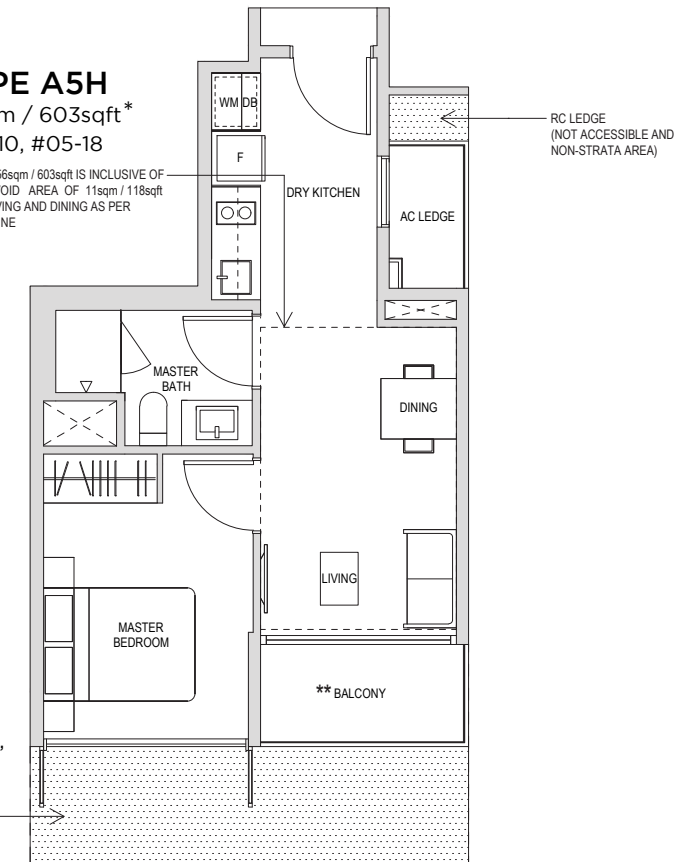 PE A5H
m / 603sqft*
10, #05-18
56sqm / 603sqft IS INCLUSIVE OF
OID AREA OF 11sqm / 118sqft
VING AND DINING AS PER
NE
RC LEDGE
(NOT ACCESSIBLE AND
NON-STRATA AREA)
WM DB
F
DRY KITCHEN
AC LEDGE
MASTER
BATH
DINING
LIVING
MASTER
BEDROOM
** BALCONY